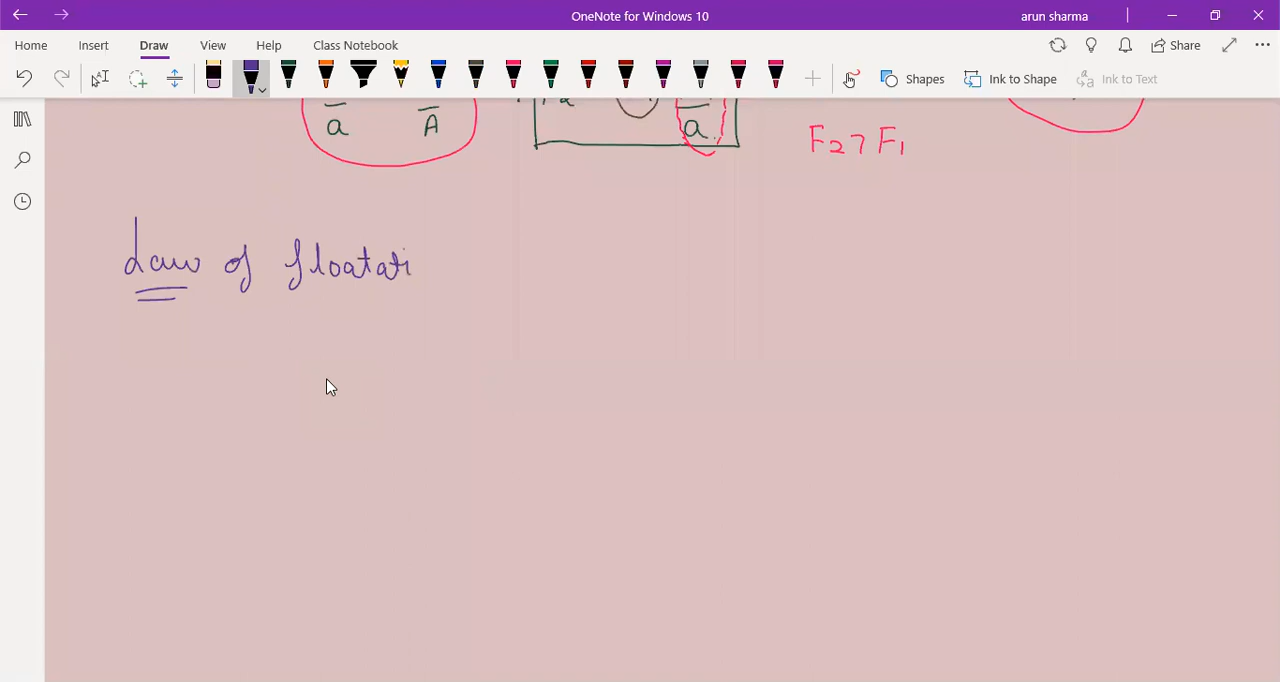 OneNote for Windows 10
arun sharma
Home Insert Draw View Help Class Notebook Share
Shapes Ink to Shape Ink to Text
a A a
F2 > F1
Law of floatati